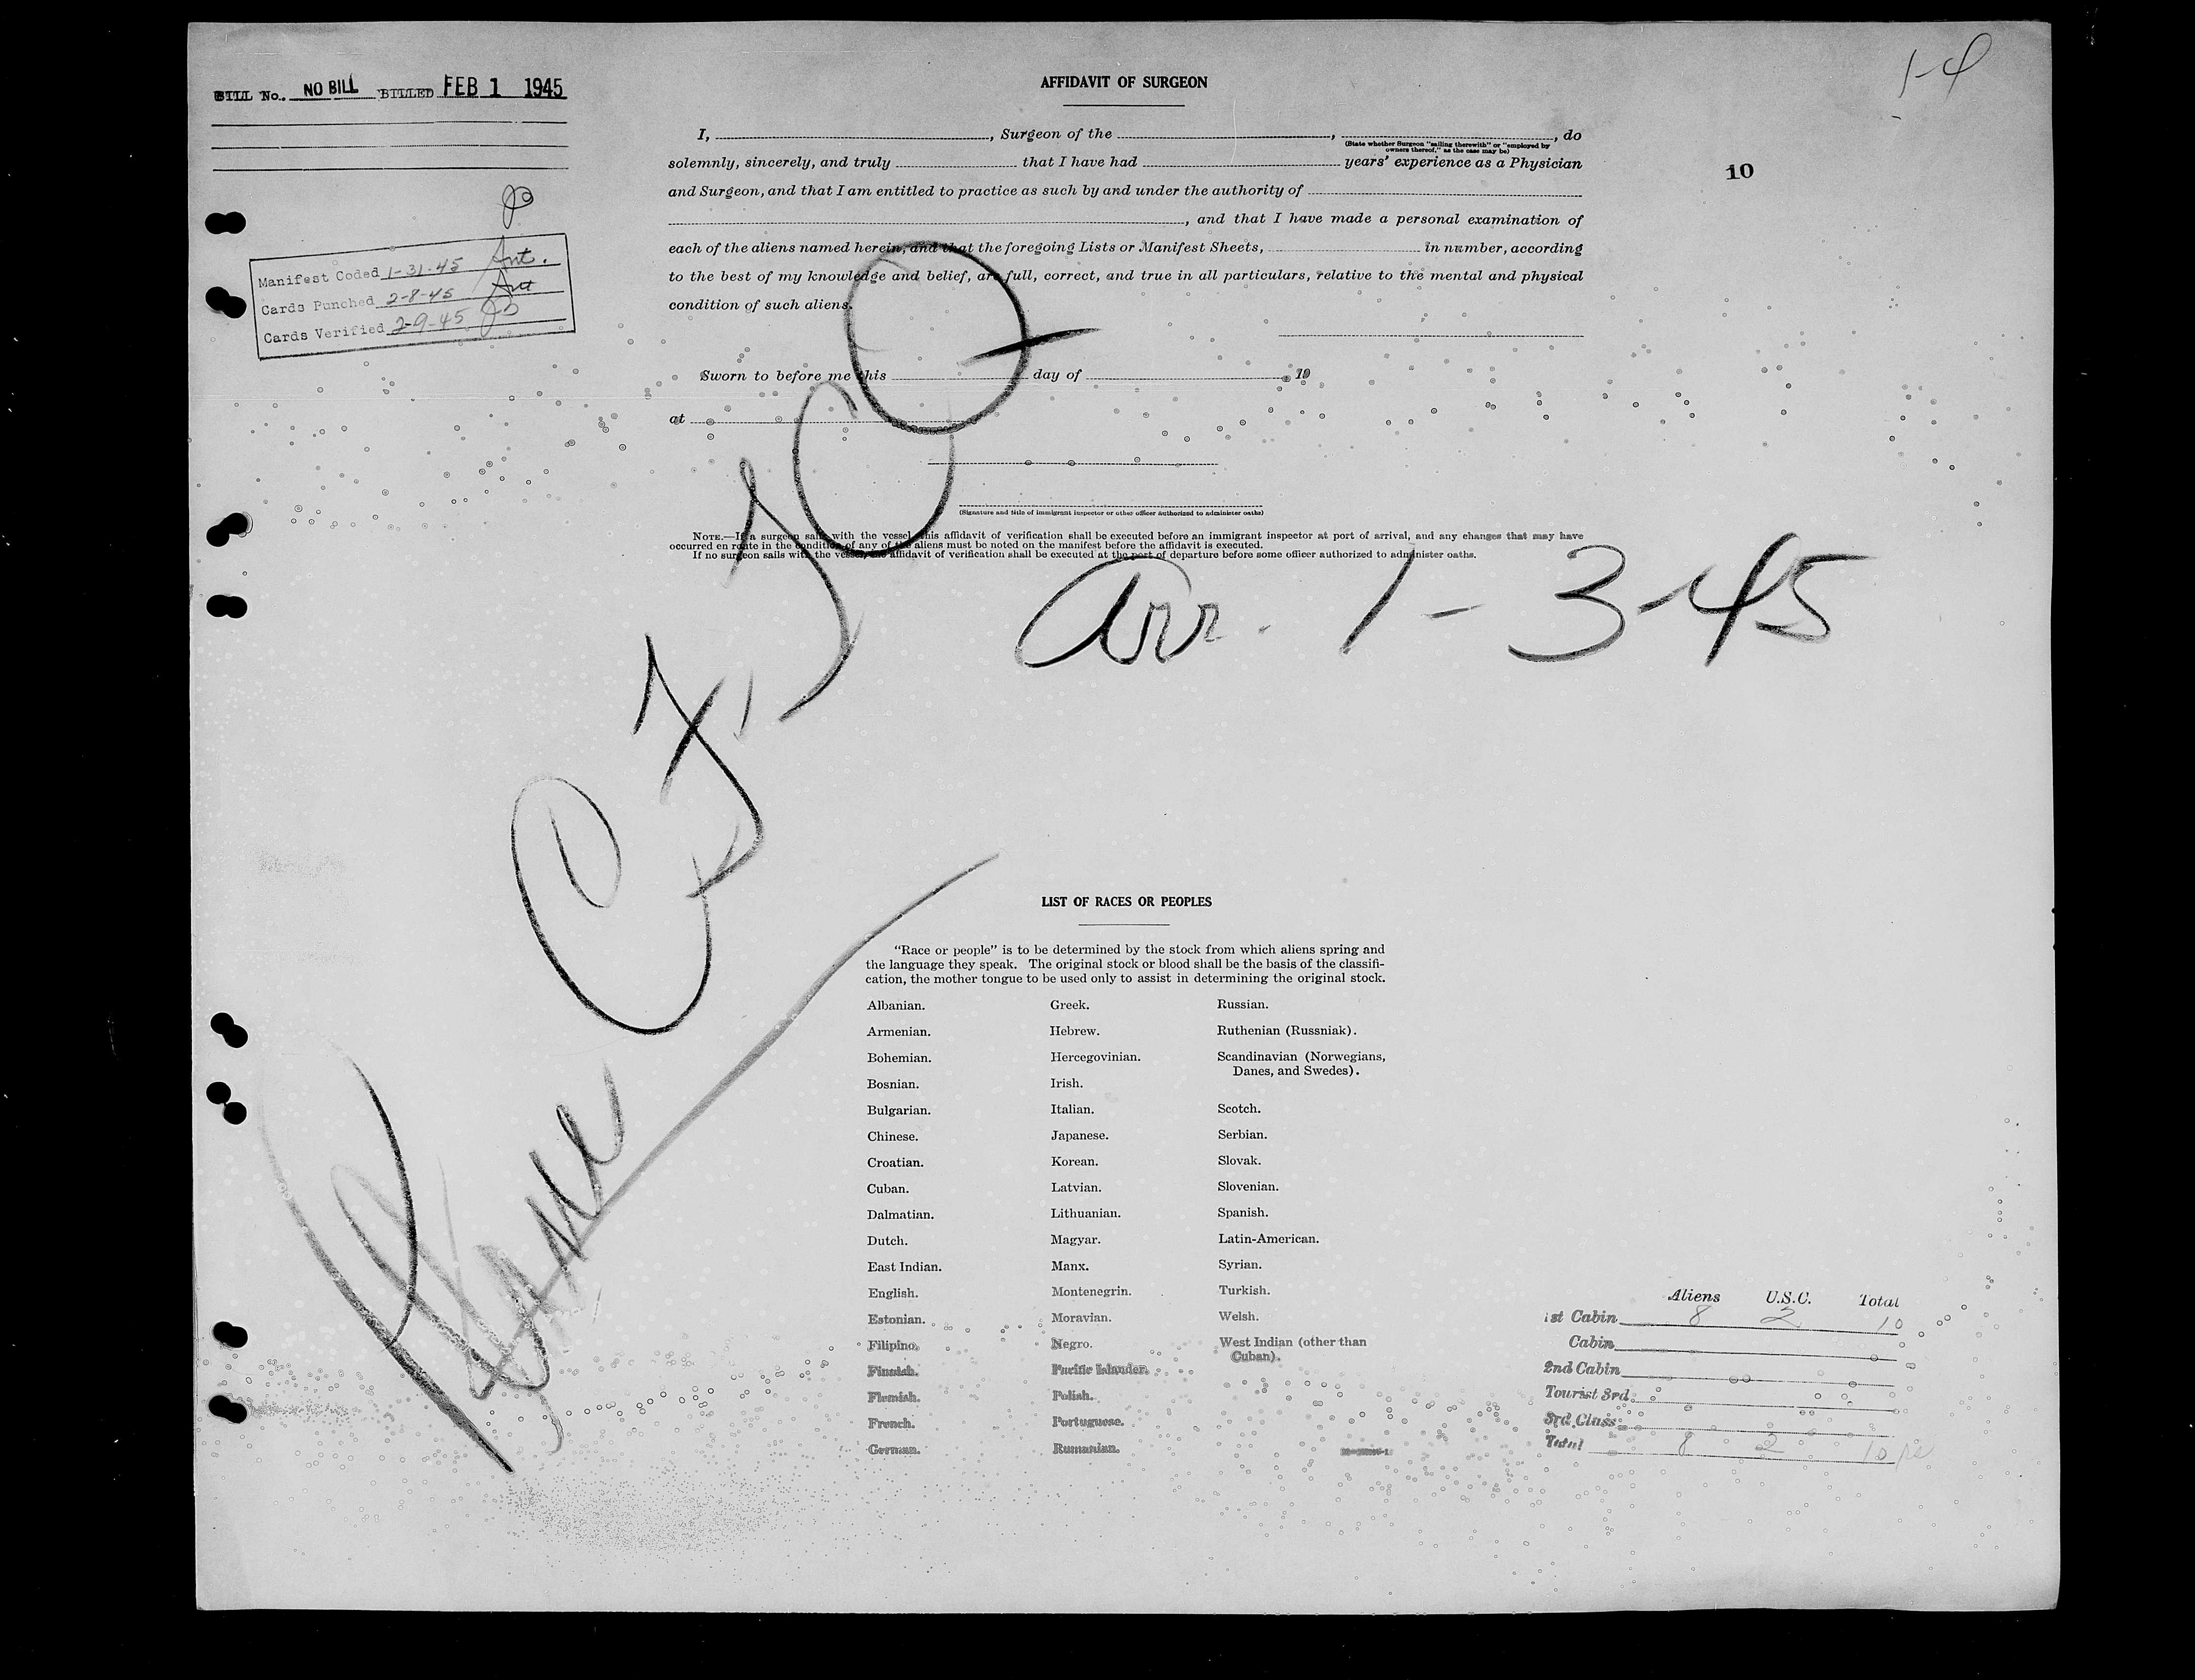 1-4
BILL No. NO BILL BILLED FEB 1 1945
AFFIDAVIT OF SURGEON
10
I, , Surgeon of the , , do
(State whether Surgeon "sailing therewith" or "employed by
owners thereof," as the case may be)
solemnly, sincerely, and truly that I have had years' experience as a Physician
and Surgeon, and that I am entitled to practice as such by and under the authority of
, and that I have made a personal examination of
each of the aliens named herein, and that the foregoing Lists or Manifest Sheets, in number, according
to the best of my knowledge and belief, are full, correct, and true in all particulars, relative to the mental and physical
condition of such aliens.
Manifest Coded 1-31-45 Ant.
Cards Punched 2-8-45 Ant
Cards Verified 2-9-45
Sworn to before me this day of , 19
at
(Signature and title of immigrant inspector or other officer authorized to administer oaths)
NOTE.—If a surgeon sails with the vessel, this affidavit of verification shall be executed before an immigrant inspector at port of arrival, and any changes that may have
occurred en route in the condition of any of the aliens must be noted on the manifest before the affidavit is executed.
If no surgeon sails with the vessel, the affidavit of verification shall be executed at the port of departure before some officer authorized to administer oaths.
Arr. 1-3-45
Plane
LIST OF RACES OR PEOPLES
"Race or people" is to be determined by the stock from which aliens spring and
the language they speak. The original stock or blood shall be the basis of the classifi-
cation, the mother tongue to be used only to assist in determining the original stock.
Albanian. Greek. Russian.
Armenian. Hebrew. Ruthenian (Russniak).
Bohemian. Hercegovinian. Scandinavian (Norwegians,
Danes, and Swedes).
Bosnian. Irish.
Bulgarian. Italian. Scotch.
Chinese. Japanese. Serbian.
Croatian. Korean. Slovak.
Cuban. Latvian. Slovenian.
Dalmatian. Lithuanian. Spanish.
Dutch. Magyar. Latin-American.
East Indian. Manx. Syrian.
English. Montenegrin. Turkish.
Estonian. Moravian. Welsh.
Filipino. Negro. West Indian (other than
Cuban).
Finnish. Pacific Islander.
Flemish. Polish.
French. Portuguese.
German. Rumanian.
Aliens U.S.C. Total
1st Cabin 8 2 10
Cabin
2nd Cabin
Tourist 3rd
3rd Class
Total 8 2 10